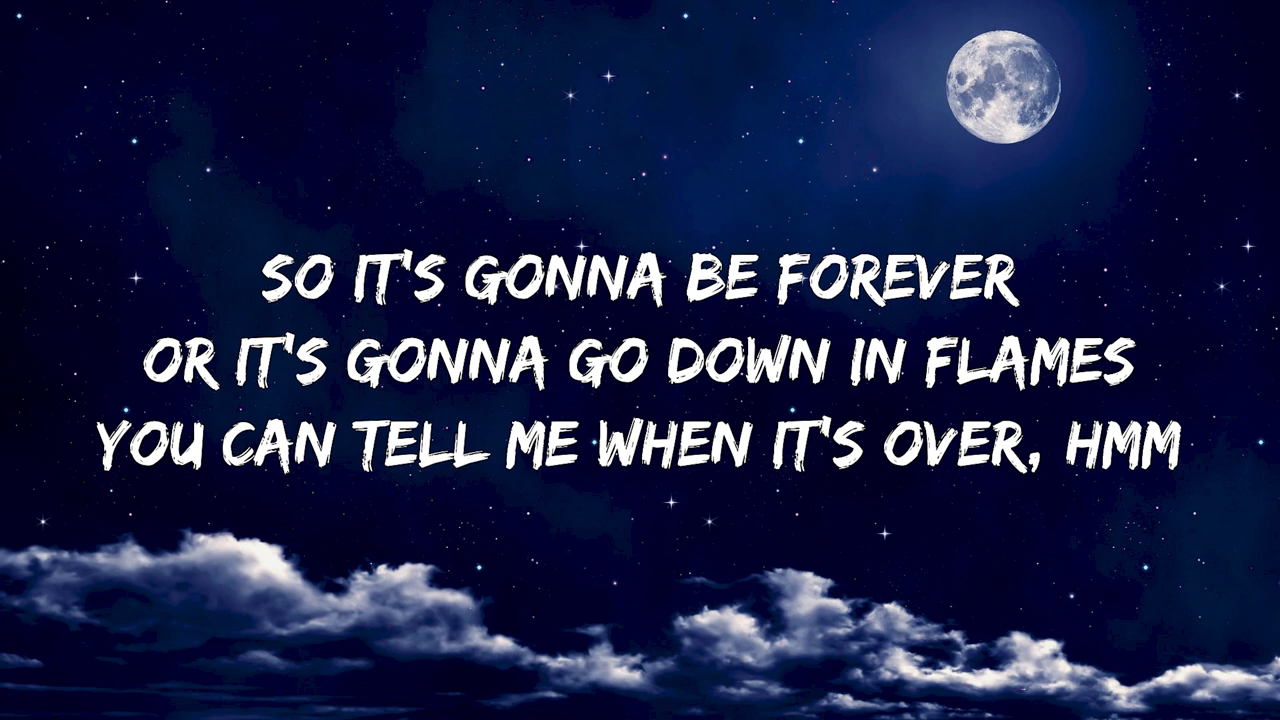 SO IT'S GONNA BE FOREVER
OR IT'S GONNA GO DOWN IN FLAMES
YOU CAN TELL ME WHEN IT'S OVER, HMM